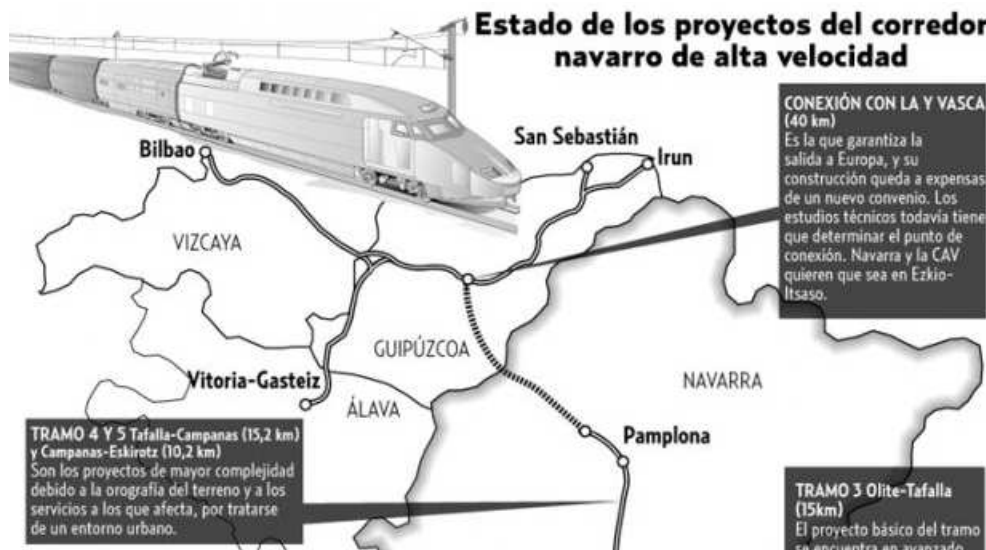 Estado de los proyectos del corredor
navarro de alta velocidad
CONEXIÓN CON LA Y VASCA
(40 km)
Es la que garantiza la
salida a Europa, y su
construcción queda a expensas
de un nuevo convenio. Los
estudios técnicos todavía tiene
que determinar el punto de
conexión. Navarra y la CAV
quieren que sea en Ezkio-
Itsaso.
San Sebastián
Irun
Bilbao
VIZCAYA
GUIPÚZCOA
NAVARRA
Vitoria-Gasteiz
ÁLAVA
Pamplona
TRAMO 4 Y 5 Tafalla-Campanas (15,2 km)
y Campanas-Eskirotz (10,2 km)
Son los proyectos de mayor complejidad
debido a la orografía del terreno y a los
servicios a los que afecta, por tratarse
de un entorno urbano.
TRAMO 3 Olite-Tafalla
(15km)
El proyecto básico del tramo
se encuentra en avanzado